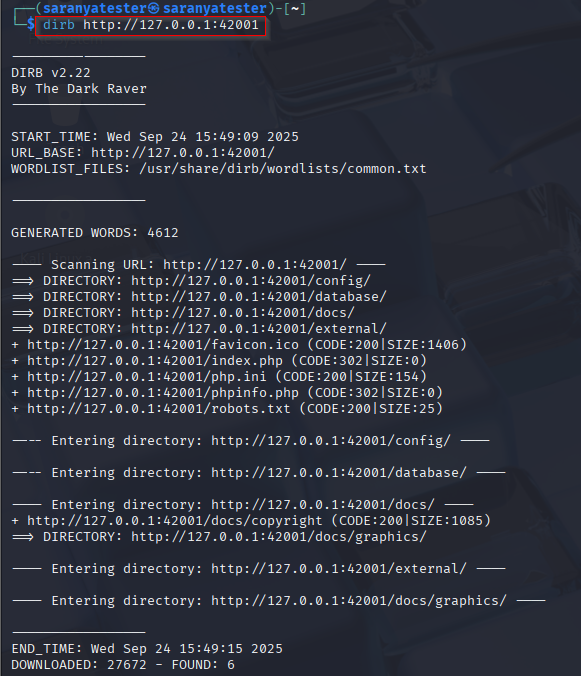 ┌──(saranyatester㉿saranyatester)-[~]
└─$ dirb http://127.0.0.1:42001
-----------------
DIRB v2.22
By The Dark Raver
-----------------
START_TIME: Wed Sep 24 15:49:09 2025
URL_BASE: http://127.0.0.1:42001/
WORDLIST_FILES: /usr/share/dirb/wordlists/common.txt
-----------------
GENERATED WORDS: 4612
---- Scanning URL: http://127.0.0.1:42001/ ----
==> DIRECTORY: http://127.0.0.1:42001/config/
==> DIRECTORY: http://127.0.0.1:42001/database/
==> DIRECTORY: http://127.0.0.1:42001/docs/
==> DIRECTORY: http://127.0.0.1:42001/external/
+ http://127.0.0.1:42001/favicon.ico (CODE:200|SIZE:1406)
+ http://127.0.0.1:42001/index.php (CODE:302|SIZE:0)
+ http://127.0.0.1:42001/php.ini (CODE:200|SIZE:154)
+ http://127.0.0.1:42001/phpinfo.php (CODE:302|SIZE:0)
+ http://127.0.0.1:42001/robots.txt (CODE:200|SIZE:25)
---- Entering directory: http://127.0.0.1:42001/config/ ----
---- Entering directory: http://127.0.0.1:42001/database/ ----
---- Entering directory: http://127.0.0.1:42001/docs/ ----
+ http://127.0.0.1:42001/docs/copyright (CODE:200|SIZE:1085)
==> DIRECTORY: http://127.0.0.1:42001/docs/graphics/
---- Entering directory: http://127.0.0.1:42001/external/ ----
---- Entering directory: http://127.0.0.1:42001/docs/graphics/ ----
-----------------
END_TIME: Wed Sep 24 15:49:15 2025
DOWNLOADED: 27672 - FOUND: 6